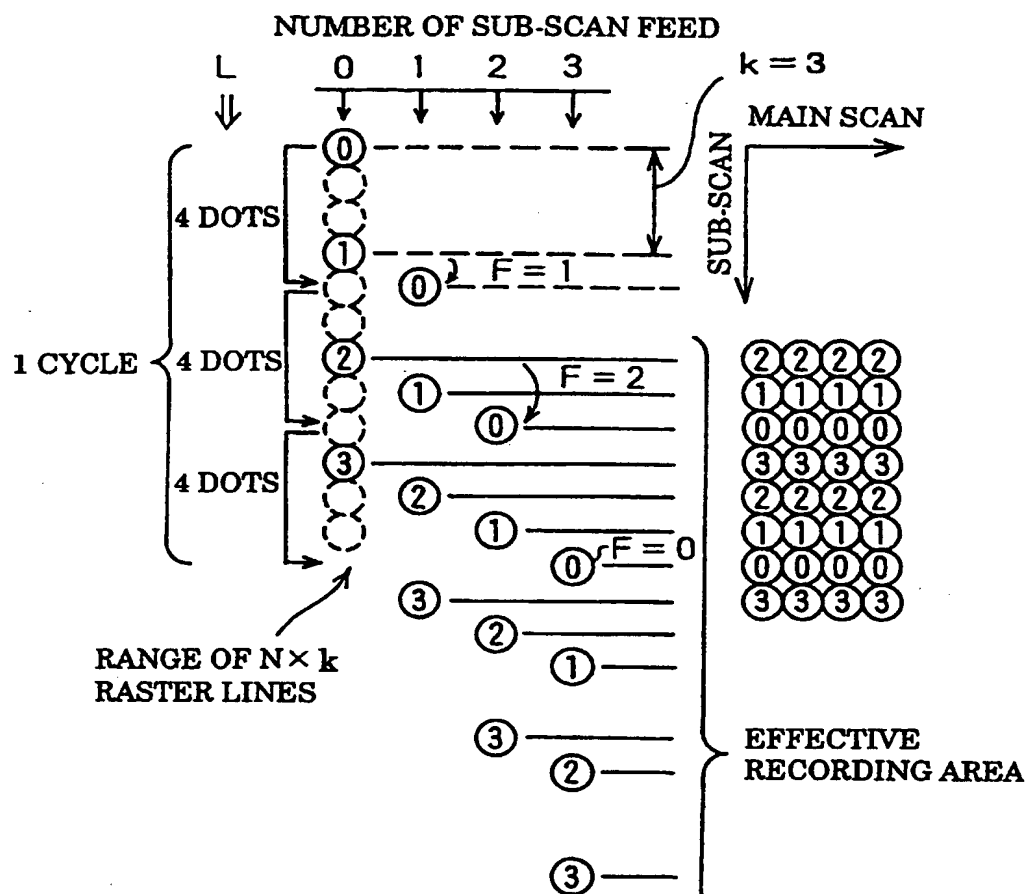 NUMBER OF SUB-SCAN FEED
L 0 1 2 3 k = 3
MAIN SCAN
SUB-SCAN
0
4 DOTS
1
0 F = 1
1 CYCLE
4 DOTS
2 2 2 2 2
1 F = 2 1 1 1 1
0 0 0 0 0
3 3 3 3 3
4 DOTS
2 2 2 2 2
1 1 1 1 1
0 F = 0 0 0 0 0
3 3 3 3 3
2
RANGE OF N × k
RASTER LINES
1
3
2
EFFECTIVE
RECORDING AREA
3